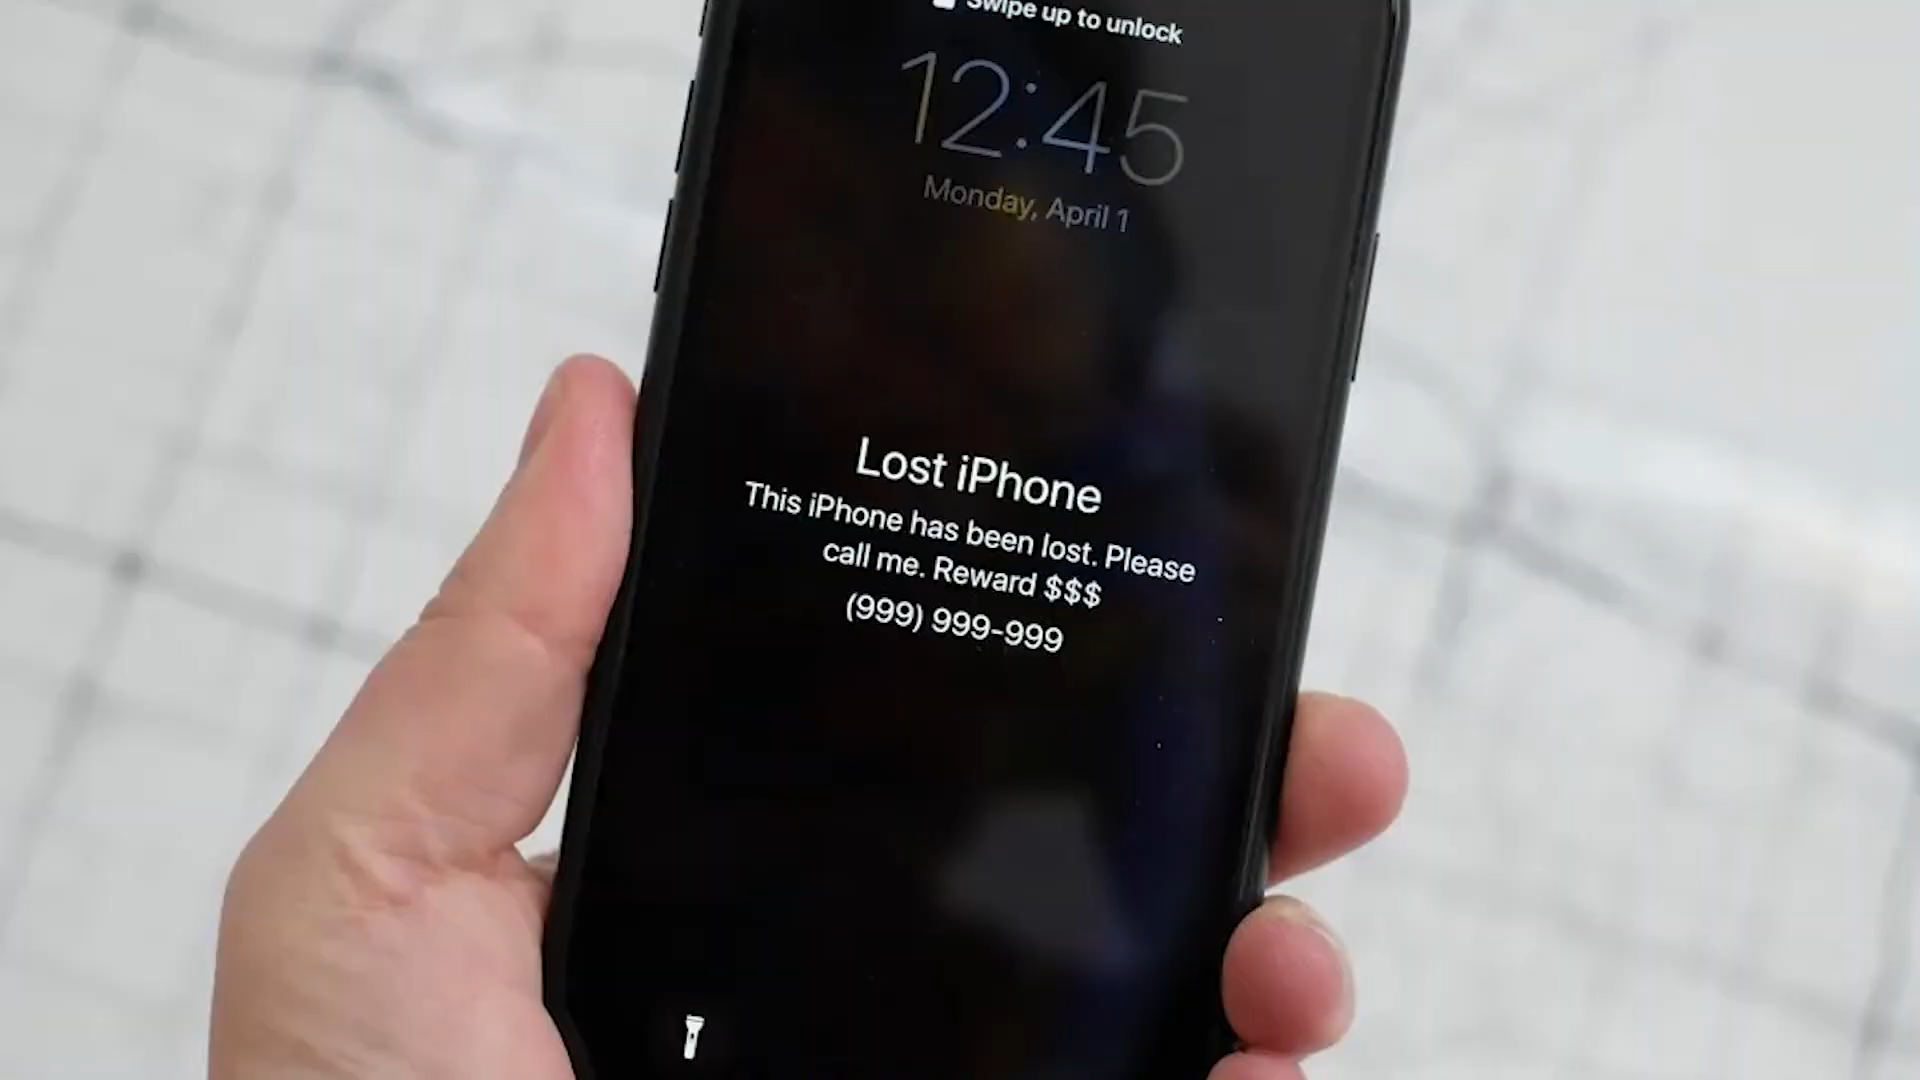 Swipe up to unlock
12:45
Monday, April 1
Lost iPhone
This iPhone has been lost. Please
call me. Reward $$$
(999) 999-999